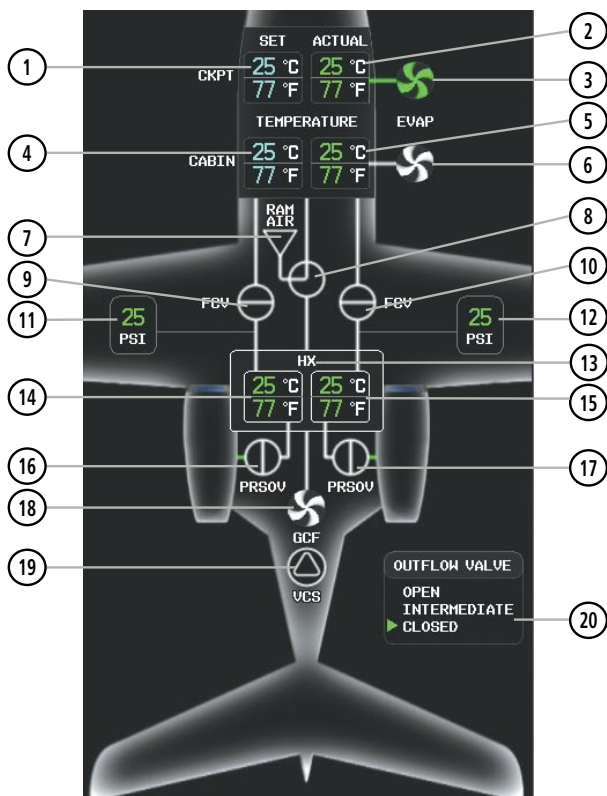 SET ACTUAL
1 2
CKPT 25 °C 25 °C
77 °F 77 °F
3
TEMPERATURE EVAP
4 5
CABIN 25 °C 25 °C
77 °F 77 °F
6
RAM
AIR
7 8
9 10
FCV FCV
11 25 25 12
PSI PSI
HX 13
14 25 °C 25 °C
77 °F 77 °F
15
16 17
PRSOV PRSOV
18
GCF
19
VCS
OUTFLOW VALVE
OPEN
INTERMEDIATE
CLOSED
20